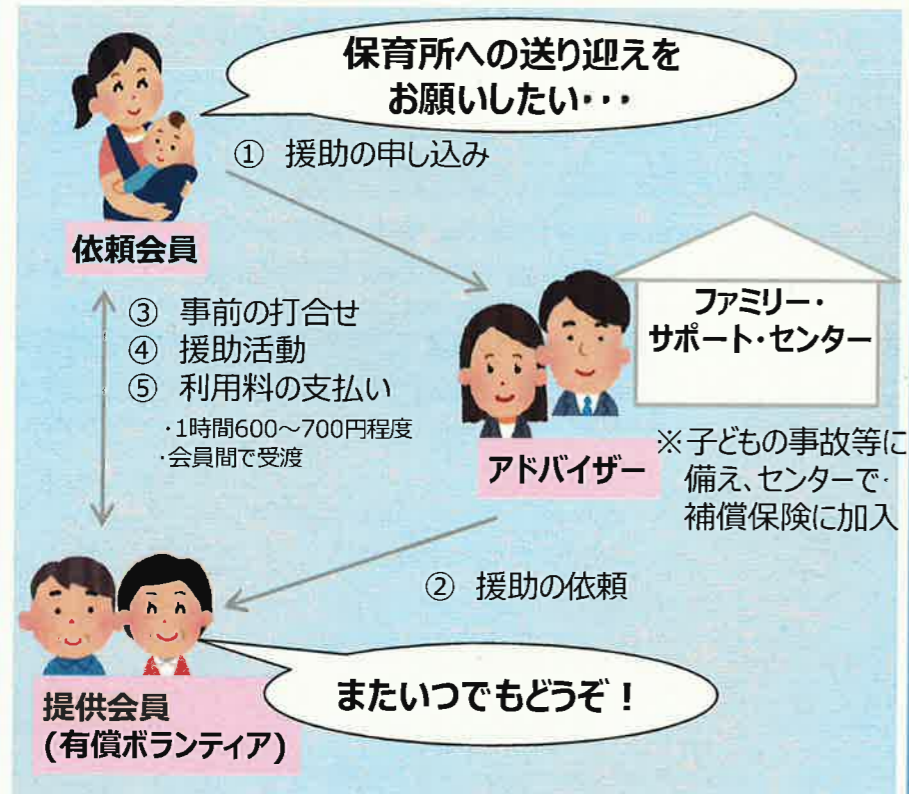 保育所への送り迎えを
お願いしたい・・・
① 援助の申し込み
依頼会員
③ 事前の打合せ
④ 援助活動
⑤ 利用料の支払い
・1時間600～700円程度
・会員間で受渡
ファミリー・
サポート・センター
アドバイザー
※子どもの事故等に
備え、センターで
補償保険に加入
② 援助の依頼
またいつでもどうぞ！
提供会員
(有償ボランティア)